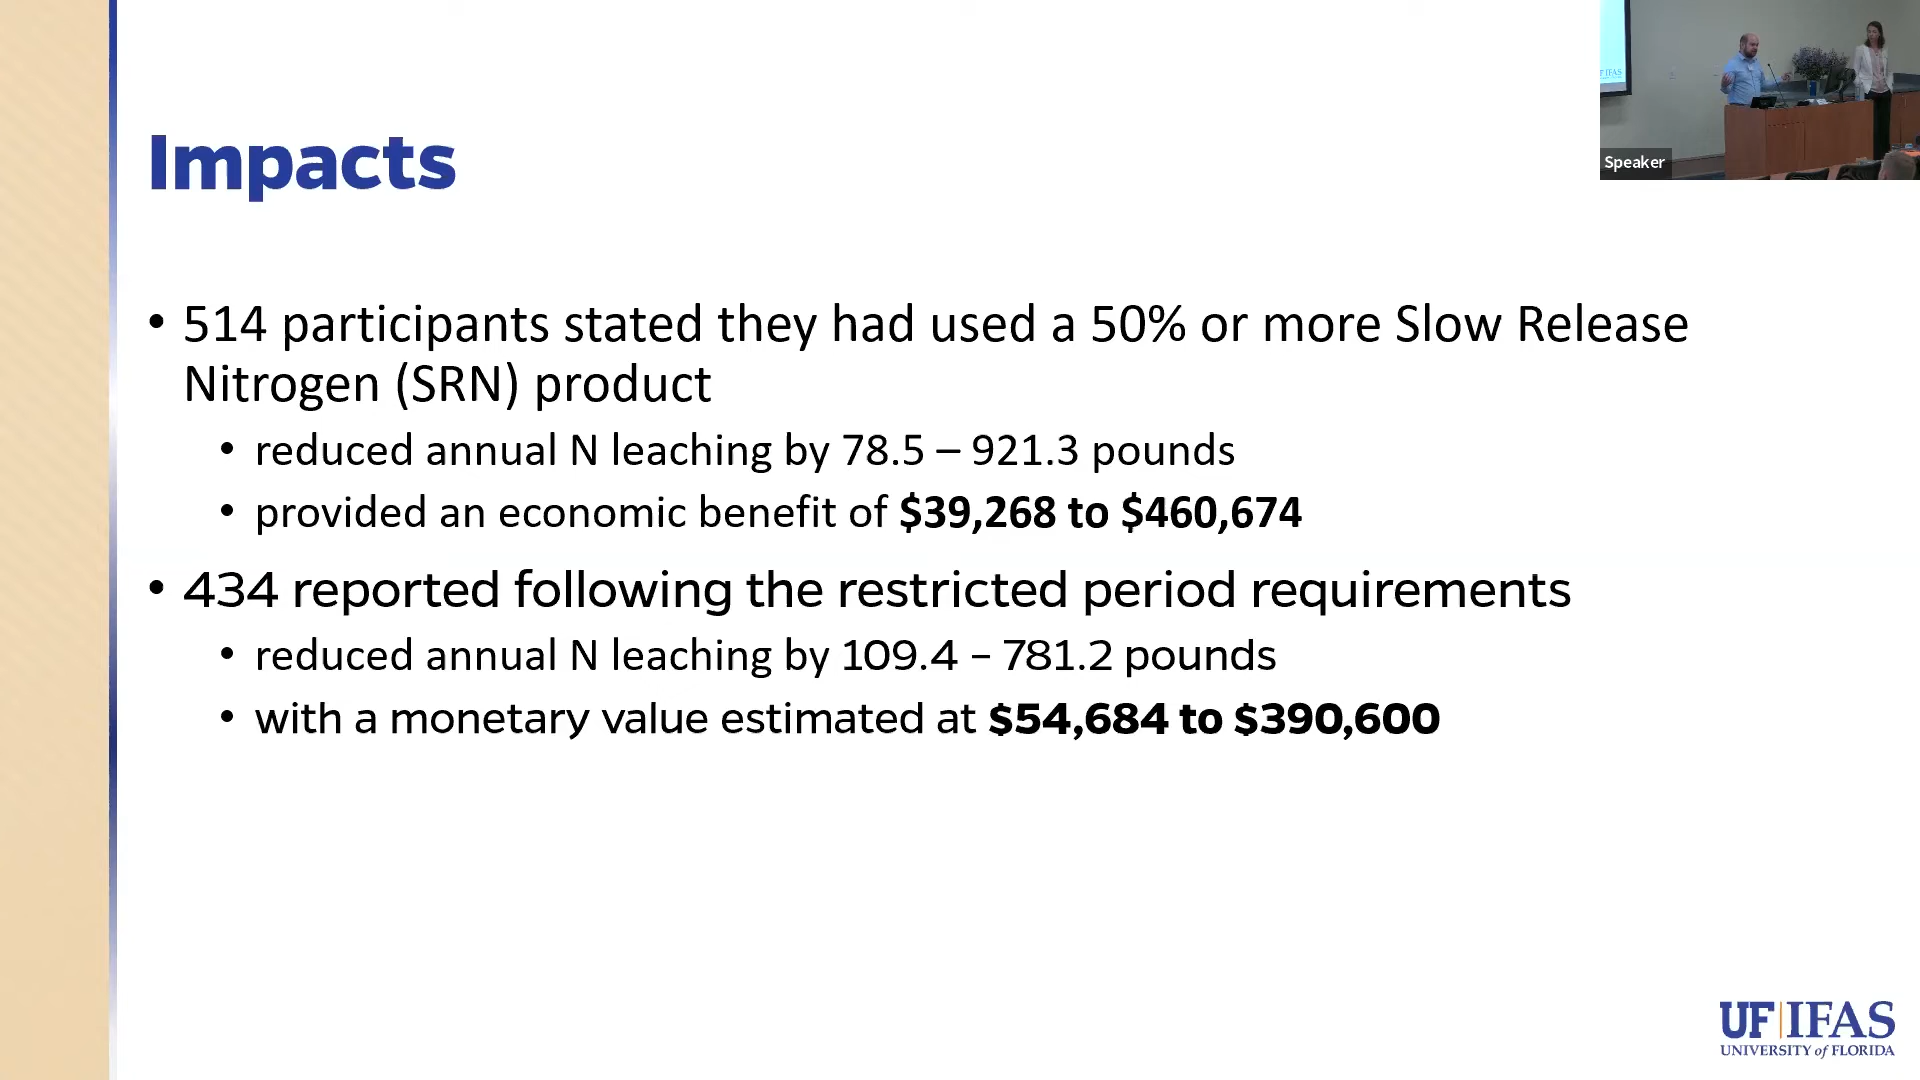 Impacts
• 514 participants stated they had used a 50% or more Slow Release
Nitrogen (SRN) product
• reduced annual N leaching by 78.5 – 921.3 pounds
• provided an economic benefit of $39,268 to $460,674
• 434 reported following the restricted period requirements
• reduced annual N leaching by 109.4 – 781.2 pounds
• with a monetary value estimated at $54,684 to $390,600
Speaker
UF|IFAS
UNIVERSITY of FLORIDA